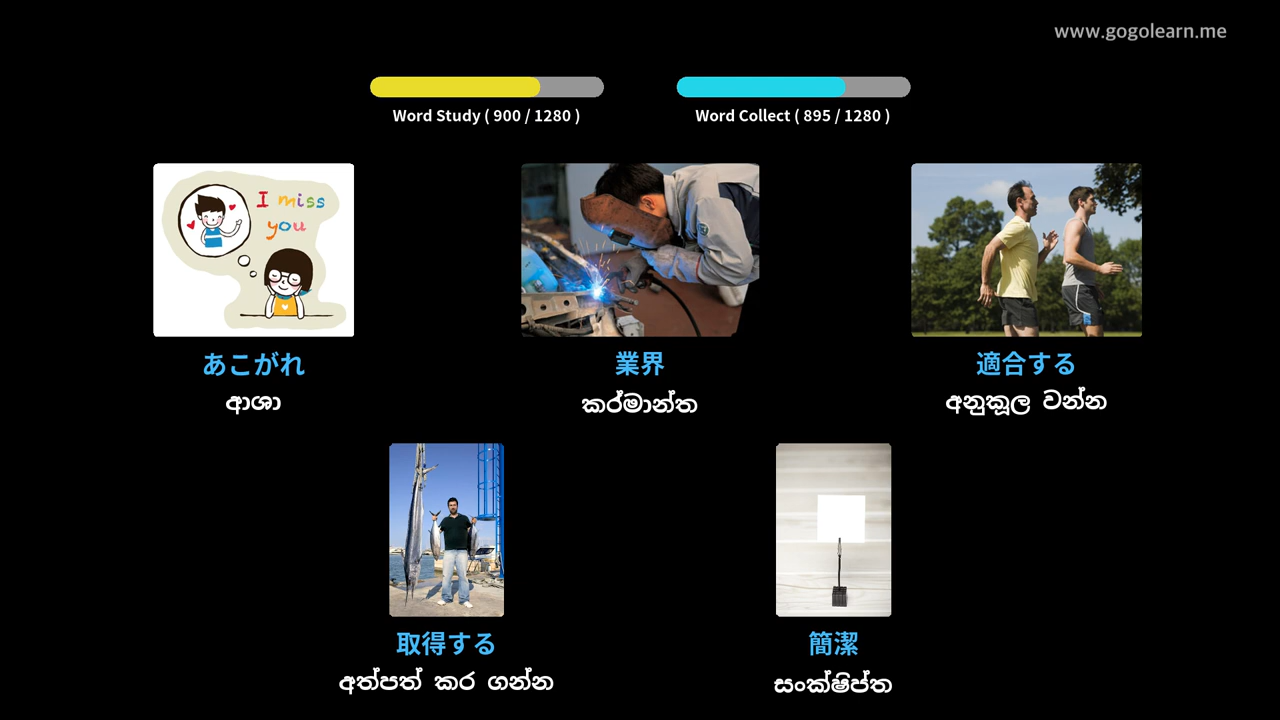 www.gogolearn.me
Word Study ( 900 / 1280 )
Word Collect ( 895 / 1280 )
I miss
you
あこがれ
ආශා
業界
කර්මාන්ත
適合する
අනුකූල වන්න
取得する
අත්පත් කර ගන්න
簡潔
සංක්ෂිප්ත